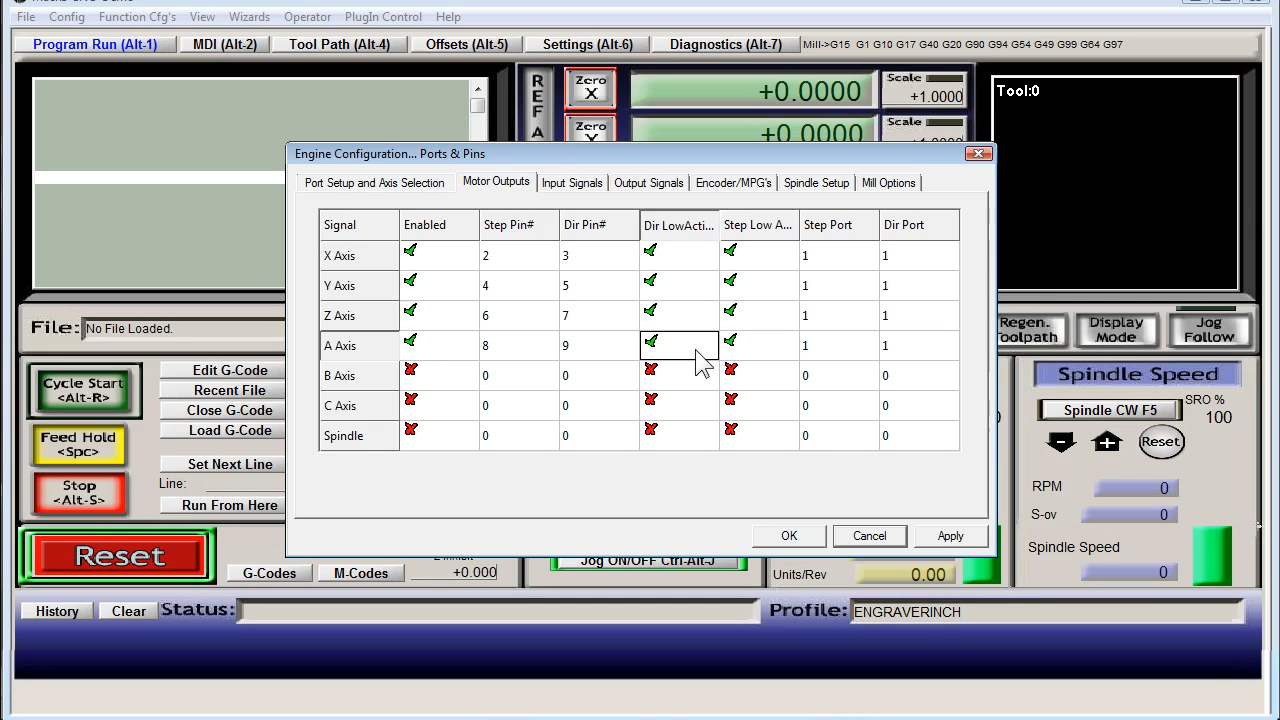 File Config Function Cfg's View Wizards Operator PlugIn Control Help
Program Run (Alt-1) MDI (Alt-2) Tool Path (Alt-4) Offsets (Alt-5) Settings (Alt-6) Diagnostics (Alt-7) Mill->G15 G1 G10 G17 G40 G20 G90 G94 G54 G49 G99 G64 G97
REF A
Zero X
+0.0000
Scale
+1.0000
Tool:0
Zero
+0.0000
Scale
Engine Configuration... Ports & Pins
Port Setup and Axis Selection Motor Outputs Input Signals Output Signals Encoder/MPG's Spindle Setup Mill Options
Signal Enabled Step Pin# Dir Pin# Dir LowActi... Step Low A... Step Port Dir Port
X Axis 2 3 1 1
Y Axis 4 5 1 1
Z Axis 6 7 1 1
A Axis 8 9 1 1
B Axis 0 0 0 0
C Axis 0 0 0 0
Spindle 0 0 0 0
OK Cancel Apply
File: No File Loaded.
Regen. Toolpath
Display Mode
Jog Follow
Cycle Start
<Alt-R>
Feed Hold
<Spc>
Stop
<Alt-S>
Reset
Edit G-Code
Recent File
Close G-Code
Load G-Code
Set Next Line
Line:
Run From Here
G-Codes M-Codes +0.000
Jog ON/OFF Ctrl-Alt-J
Units/Rev 0.00
Spindle Speed
Spindle CW F5
SRO %
100
Reset
RPM 0
S-ov 0
Spindle Speed
0
History Clear Status: Profile: ENGRAVERINCH